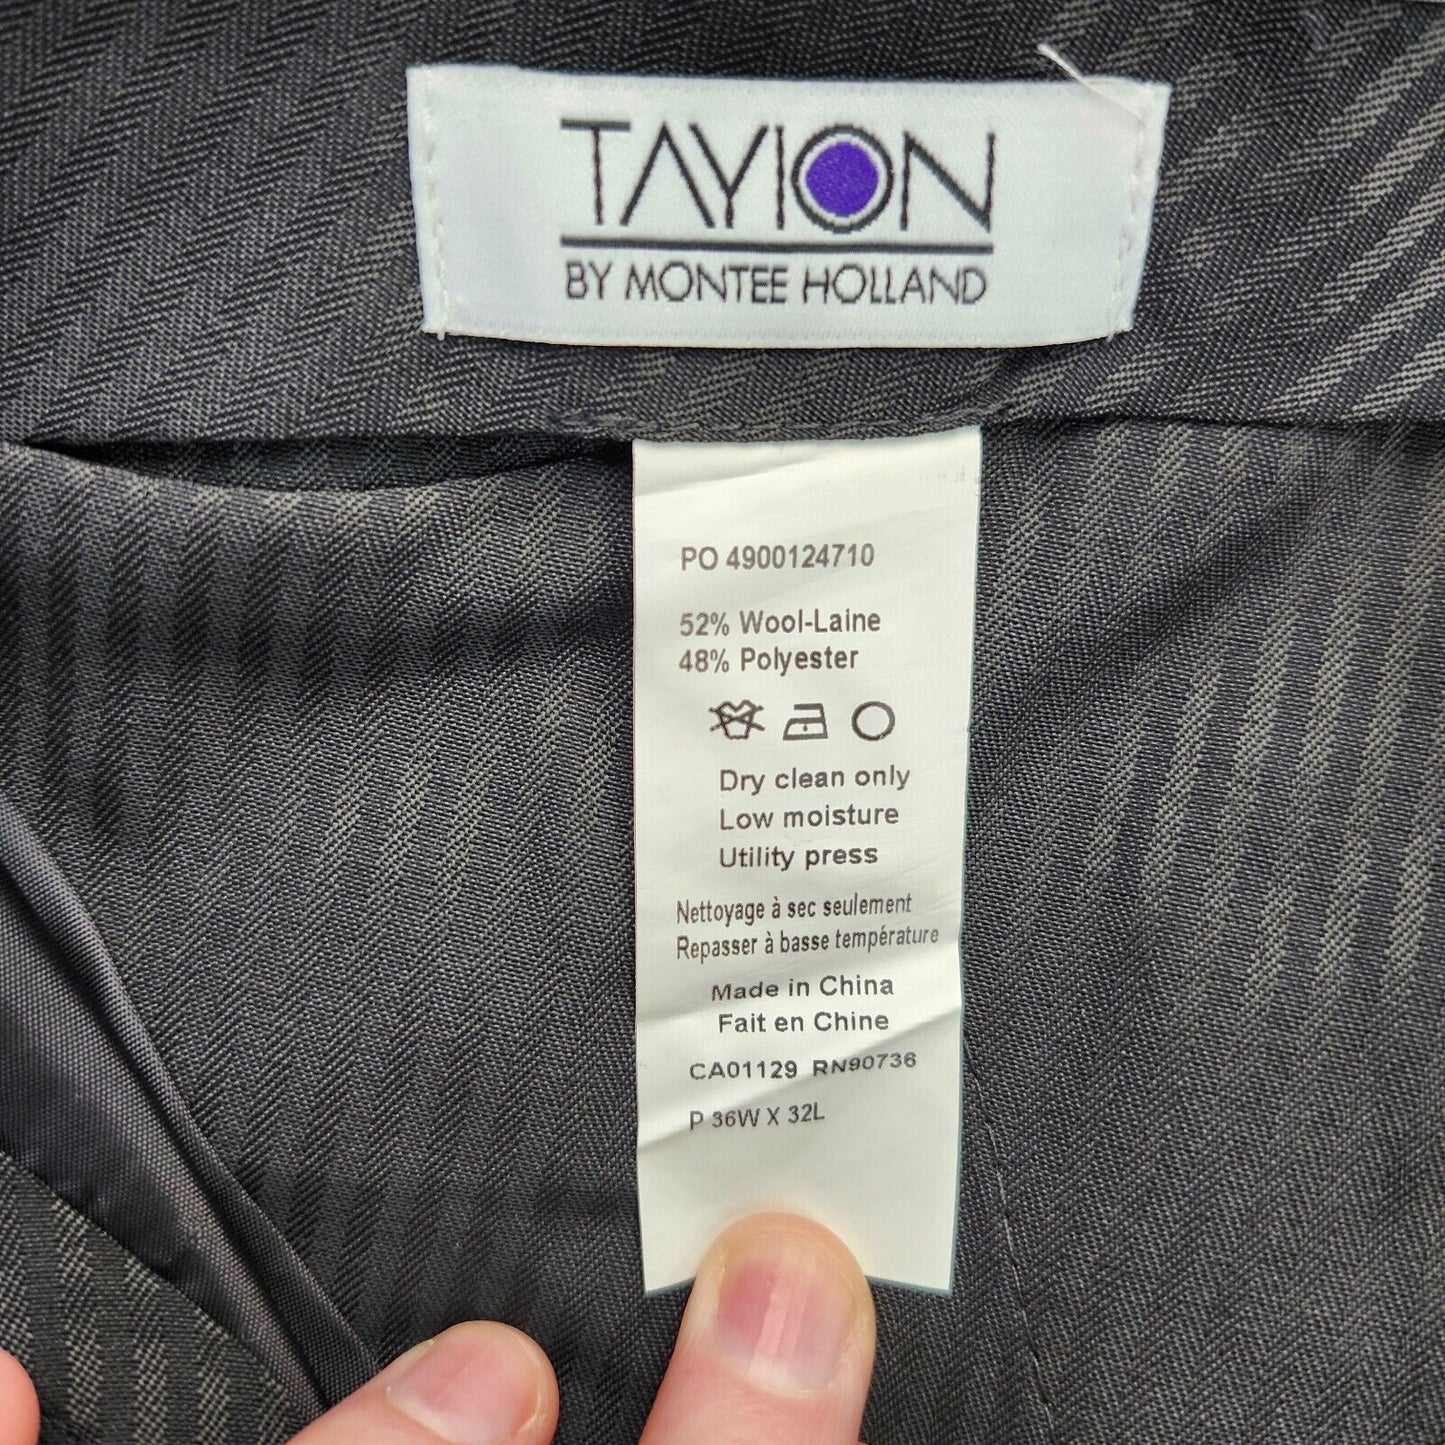 TAYION
BY MONTEE HOLLAND
PO 4900124710
52% Wool-Laine
48% Polyester
Dry clean only
Low moisture
Utility press
Nettoyage à sec seulement
Repasser à basse température
Made in China
Fait en Chine
CA01129 RN90736
P 36W X 32L